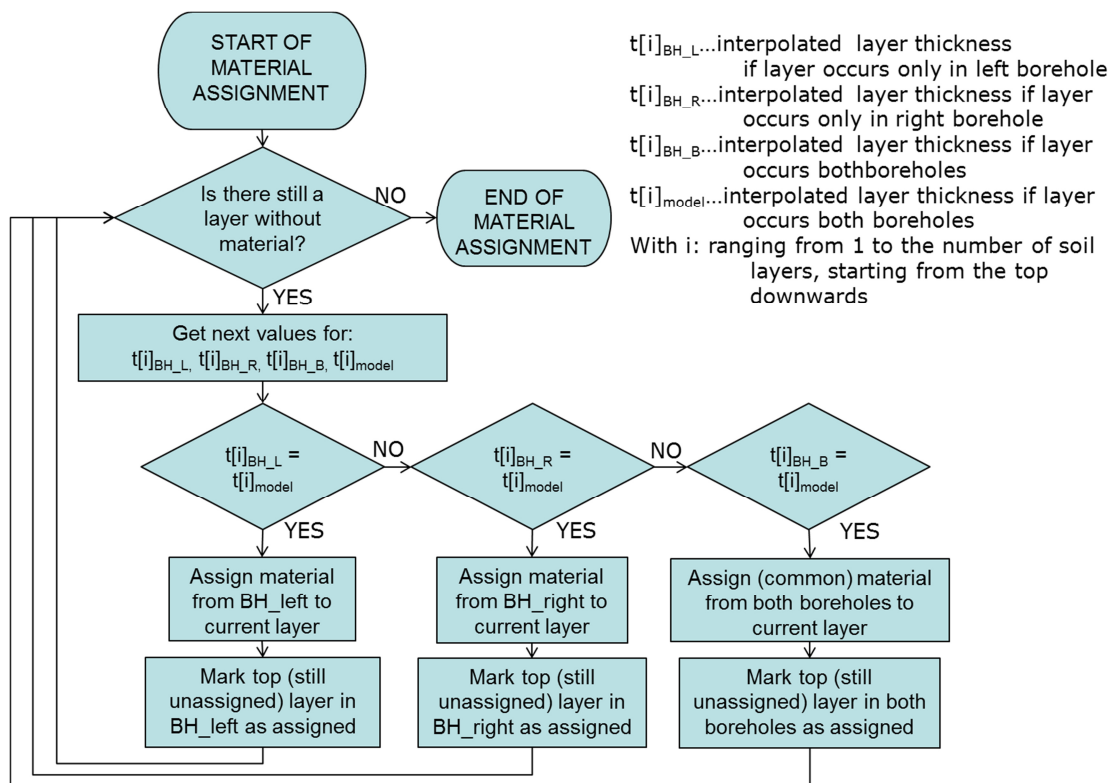 START OF
MATERIAL
ASSIGNMENT
t[i]BH_L...interpolated layer thickness
if layer occurs only in left borehole
t[i]BH_R...interpolated layer thickness if layer
occurs only in right borehole
t[i]BH_B...interpolated layer thickness if layer
occurs bothboreholes
t[i]model...interpolated layer thickness if layer
occurs both boreholes
With i: ranging from 1 to the number of soil
layers, starting from the top
downwards
Is there still a
layer without
material?
NO
END OF
MATERIAL
ASSIGNMENT
YES
Get next values for:
t[i]BH_L, t[i]BH_R, t[i]BH_B, t[i]model
t[i]BH_L =
t[i]model
NO
t[i]BH_R =
t[i]model
NO
t[i]BH_B =
t[i]model
YES
YES
YES
Assign material
from BH_left to
current layer
Assign material
from BH_right to
current layer
Assign (common) material
from both boreholes to
current layer
Mark top (still
unassigned) layer in
BH_left as assigned
Mark top (still
unassigned) layer in
BH_right as assigned
Mark top (still
unassigned) layer in both
boreholes as assigned